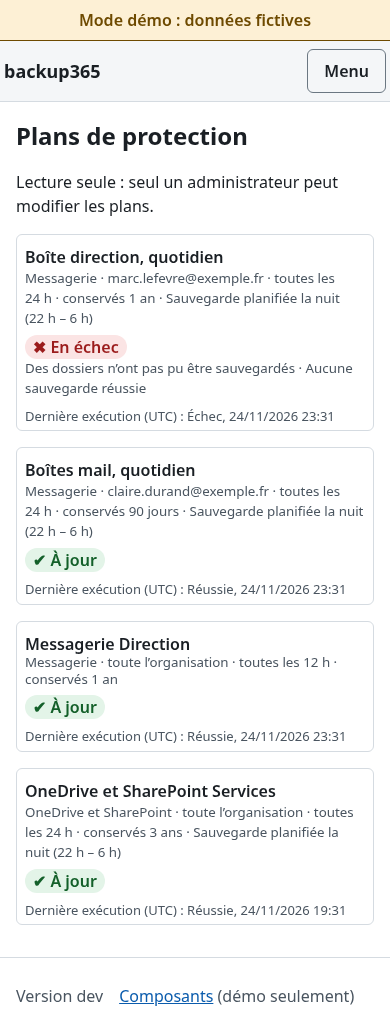 Mode démo : données fictives
backup365
Menu
Plans de protection
Lecture seule : seul un administrateur peut
modifier les plans.
Boîte direction, quotidien
Messagerie · marc.lefevre@exemple.fr · toutes les
24 h · conservés 1 an · Sauvegarde planifiée la nuit
(22 h – 6 h)
✖ En échec
Des dossiers n’ont pas pu être sauvegardés · Aucune
sauvegarde réussie
Dernière exécution (UTC) : Échec, 24/11/2026 23:31
Boîtes mail, quotidien
Messagerie · claire.durand@exemple.fr · toutes les
24 h · conservés 90 jours · Sauvegarde planifiée la nuit
(22 h – 6 h)
✔ À jour
Dernière exécution (UTC) : Réussie, 24/11/2026 23:31
Messagerie Direction
Messagerie · toute l’organisation · toutes les 12 h ·
conservés 1 an
✔ À jour
Dernière exécution (UTC) : Réussie, 24/11/2026 23:31
OneDrive et SharePoint Services
OneDrive et SharePoint · toute l’organisation · toutes
les 24 h · conservés 3 ans · Sauvegarde planifiée la
nuit (22 h – 6 h)
✔ À jour
Dernière exécution (UTC) : Réussie, 24/11/2026 19:31
Version dev Composants (démo seulement)